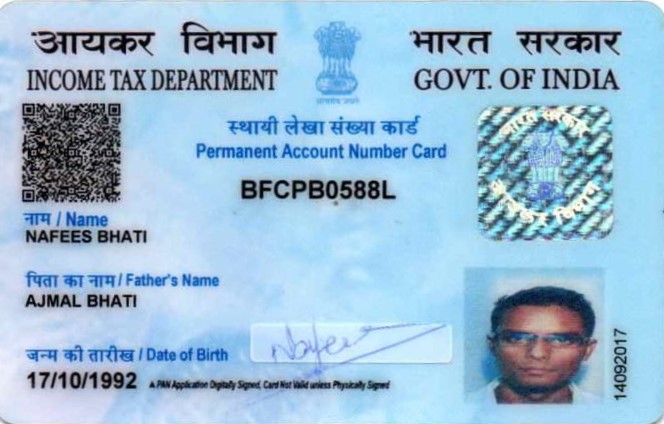 आयकर विभाग
INCOME TAX DEPARTMENT
भारत सरकार
GOVT. OF INDIA
सत्यमेव जयते
स्थायी लेखा संख्या कार्ड
Permanent Account Number Card
BFCPB0588L
भारत सरकार
आयकर विभाग
नाम / Name
NAFEES BHATI
पिता का नाम / Father's Name
AJMAL BHATI
जन्म की तारीख / Date of Birth
17/10/1992
Nafees
PAN Application Digitally Signed, Card Not Valid unless Physically Signed
14092017